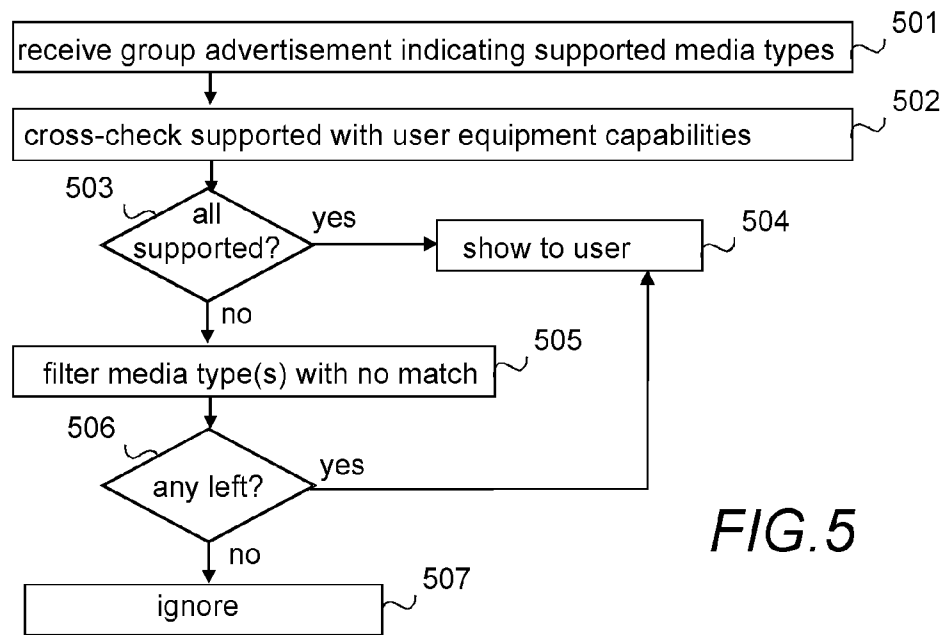 receive group advertisement indicating supported media types
501
cross-check supported with user equipment capabilities
502
503
all
supported?
yes
show to user
504
no
filter media type(s) with no match
505
506
any left?
yes
no
ignore
507
FIG.5